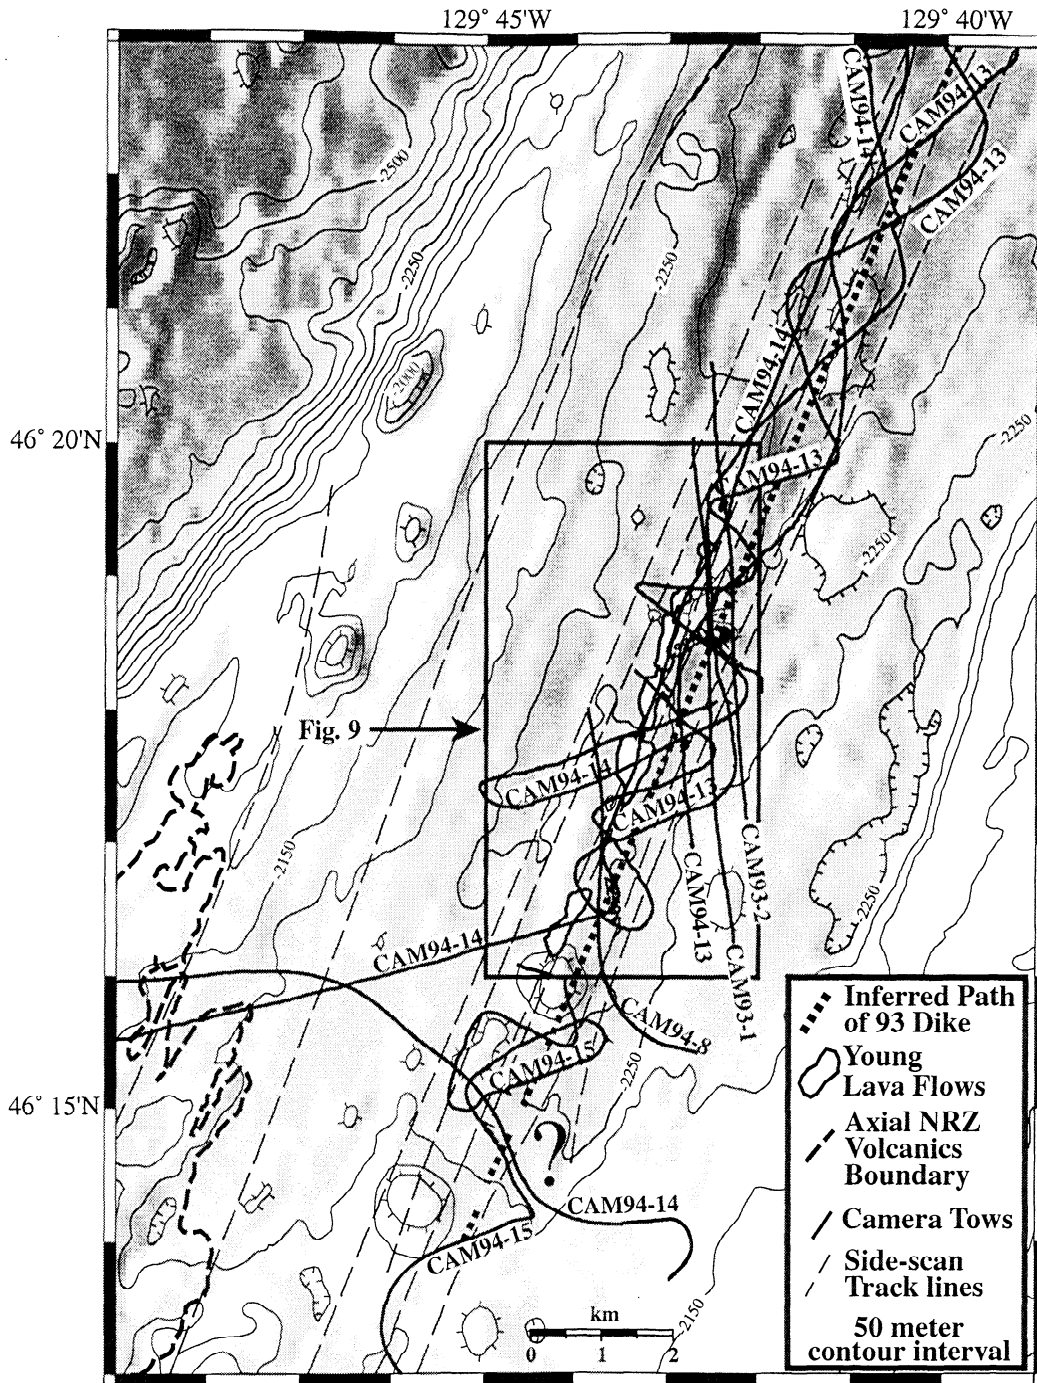 129° 45'W
129° 40'W
CAM94-14
CAM94-13
CAM94-13
-2500
-2250
-2250
-2000
CAM94-14
46° 20'N
-2250
CAM94-13
-2250
Fig. 9
CAM94-14
CAM94-13
-2150
CAM93-2
CAM94-13
-2250
CAM94-14
CAM93-1
CAM94-8
CAM94-15
-2250
46° 15'N
?
CAM94-14
CAM94-15
-2150
km
0 1 2
Inferred Path
of 93 Dike
Young
Lava Flows
Axial NRZ
Volcanics
Boundary
Camera Tows
Side-scan
Track lines
50 meter
contour interval